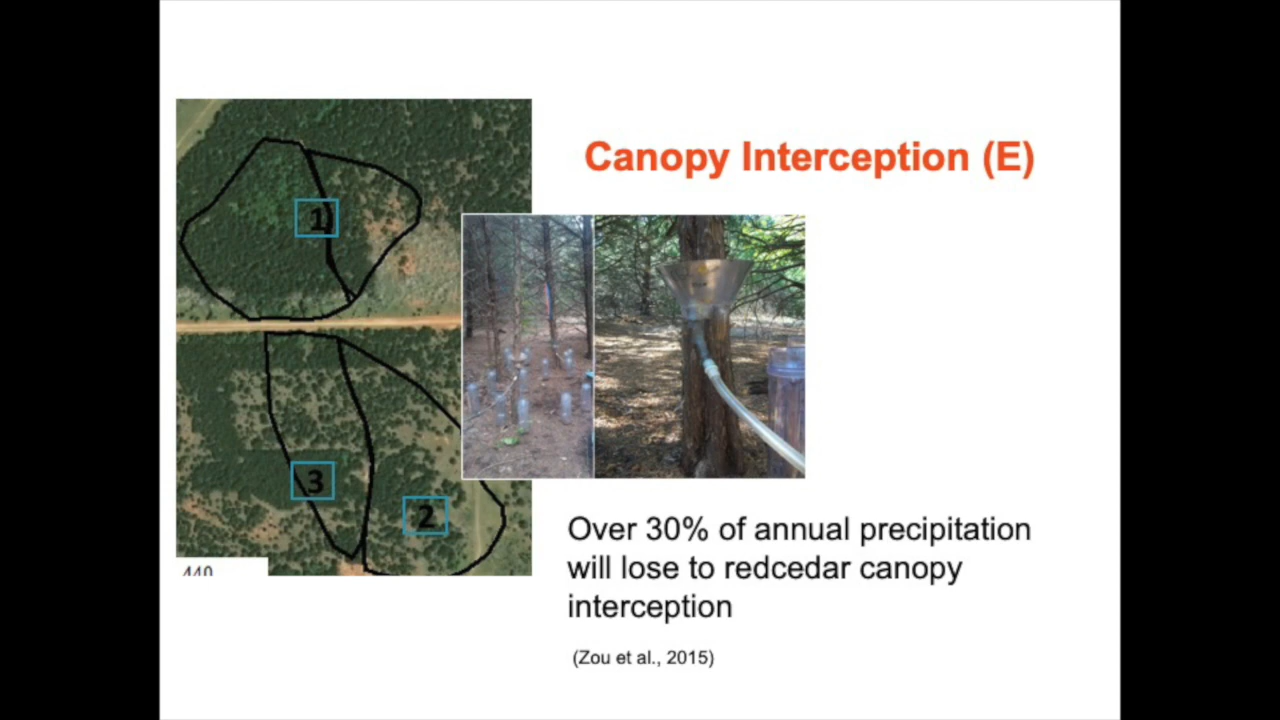 Canopy Interception (E)
1
3
2
440
Over 30% of annual precipitation
will lose to redcedar canopy
interception
(Zou et al., 2015)